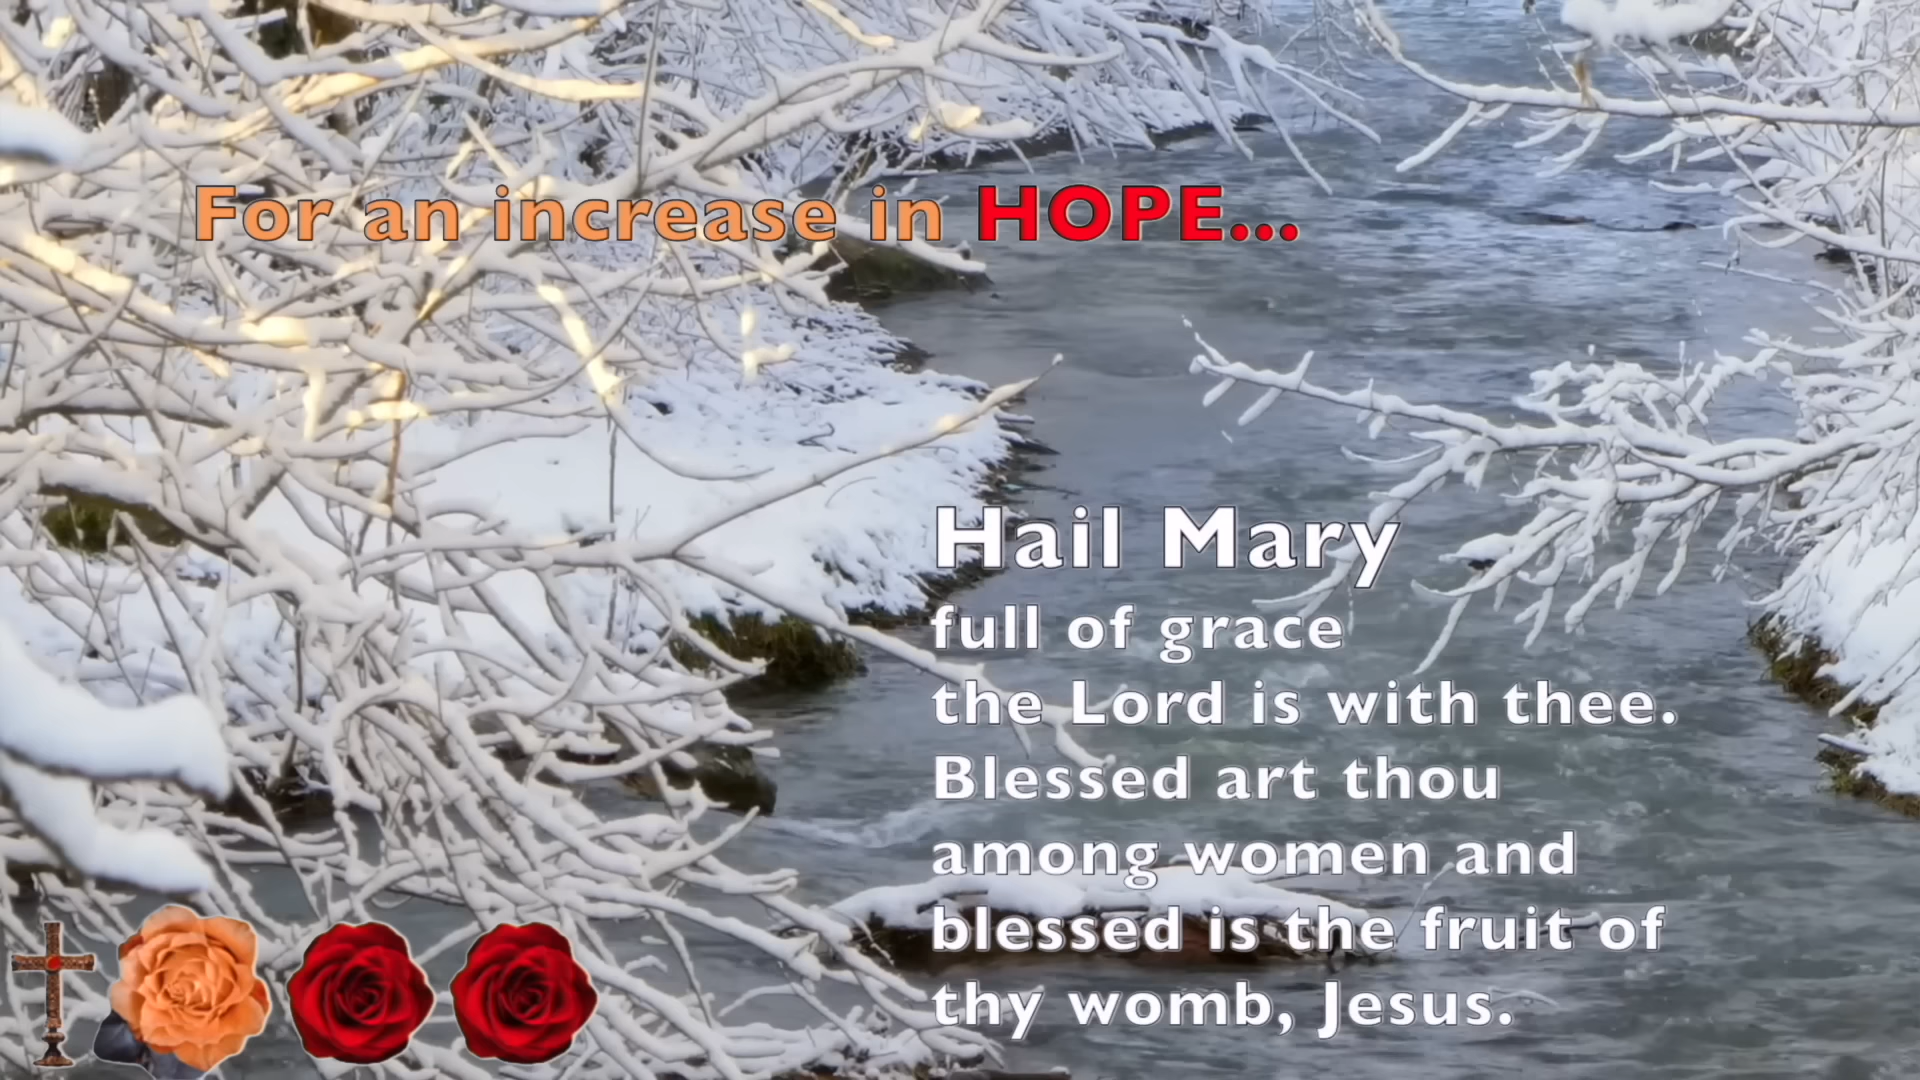 For an increase in HOPE...
Hail Mary
full of grace
the Lord is with thee.
Blessed art thou
among women and
blessed is the fruit of
thy womb, Jesus.